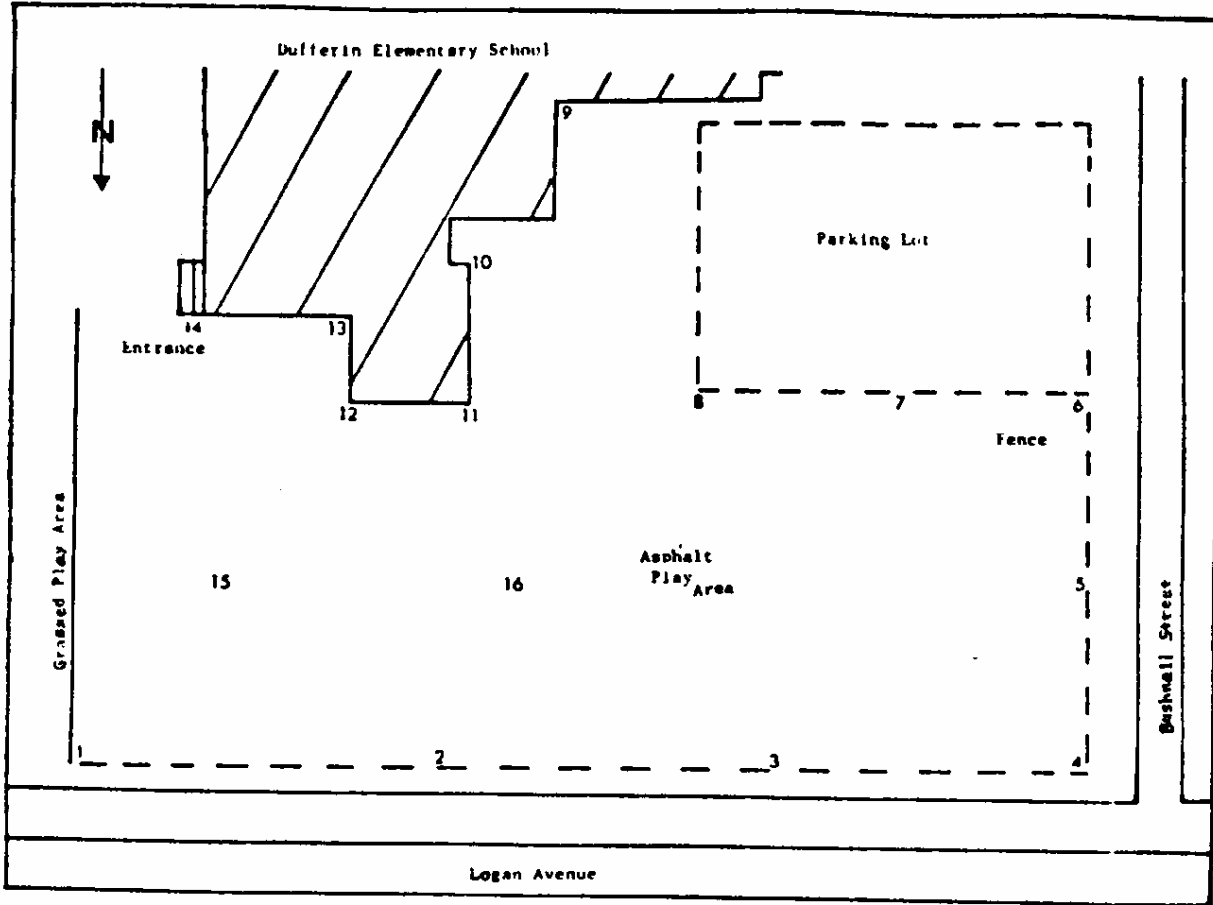 Dufferin Elementary School
N
9
Parking Lot
10
14
13
Entrance
12
11
8
7
6
Fence
Grassed Play Area
15
16
Asphalt
Play Area
5
Bushnall Street
1
2
3
4
Logan Avenue